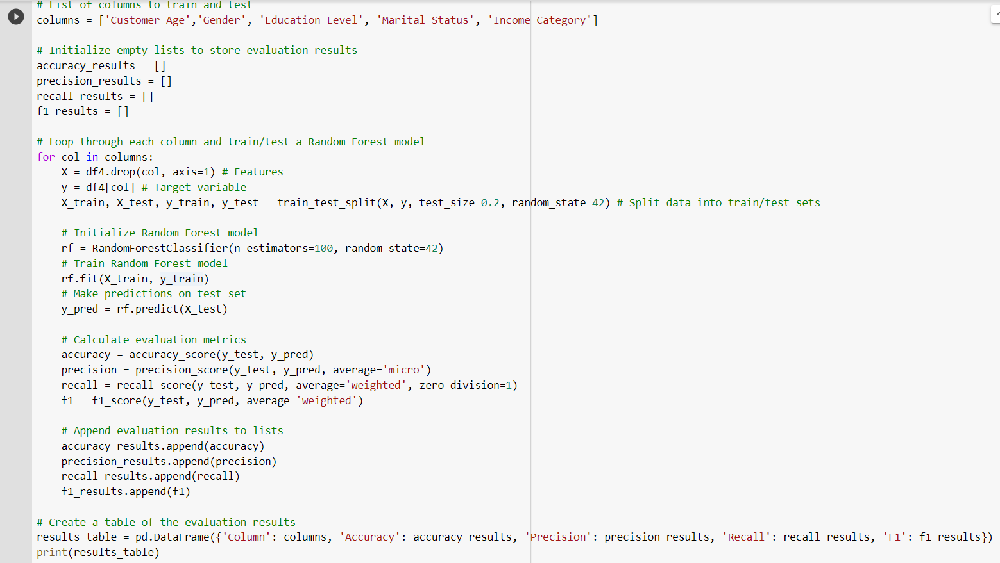 # List of columns to train and test
columns = ['Customer_Age','Gender', 'Education_Level', 'Marital_Status', 'Income_Category']

# Initialize empty lists to store evaluation results
accuracy_results = []
precision_results = []
recall_results = []
f1_results = []

# Loop through each column and train/test a Random Forest model
for col in columns:
    X = df4.drop(col, axis=1) # Features
    y = df4[col] # Target variable
    X_train, X_test, y_train, y_test = train_test_split(X, y, test_size=0.2, random_state=42) # Split data into train/test sets

    # Initialize Random Forest model
    rf = RandomForestClassifier(n_estimators=100, random_state=42)
    # Train Random Forest model
    rf.fit(X_train, y_train)
    # Make predictions on test set
    y_pred = rf.predict(X_test)

    # Calculate evaluation metrics
    accuracy = accuracy_score(y_test, y_pred)
    precision = precision_score(y_test, y_pred, average='micro')
    recall = recall_score(y_test, y_pred, average='weighted', zero_division=1)
    f1 = f1_score(y_test, y_pred, average='weighted')

    # Append evaluation results to lists
    accuracy_results.append(accuracy)
    precision_results.append(precision)
    recall_results.append(recall)
    f1_results.append(f1)

# Create a table of the evaluation results
results_table = pd.DataFrame({'Column': columns, 'Accuracy': accuracy_results, 'Precision': precision_results, 'Recall': recall_results, 'F1': f1_results})
print(results_table)